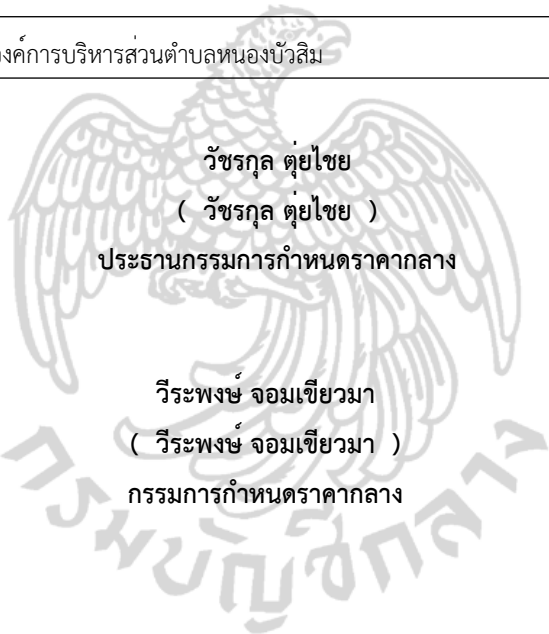 งค์การบริหารส่วนตำบลหนองบัวสิม
วัชรกุล ตุ่ยไชย
( วัชรกุล ตุ่ยไชย )
ประธานกรรมการกำหนดราคากลาง
วีระพงษ์ จอมเขียวมา
( วีระพงษ์ จอมเขียวมา )
กรรมการกำหนดราคากลาง
กรมบัญชีกลาง